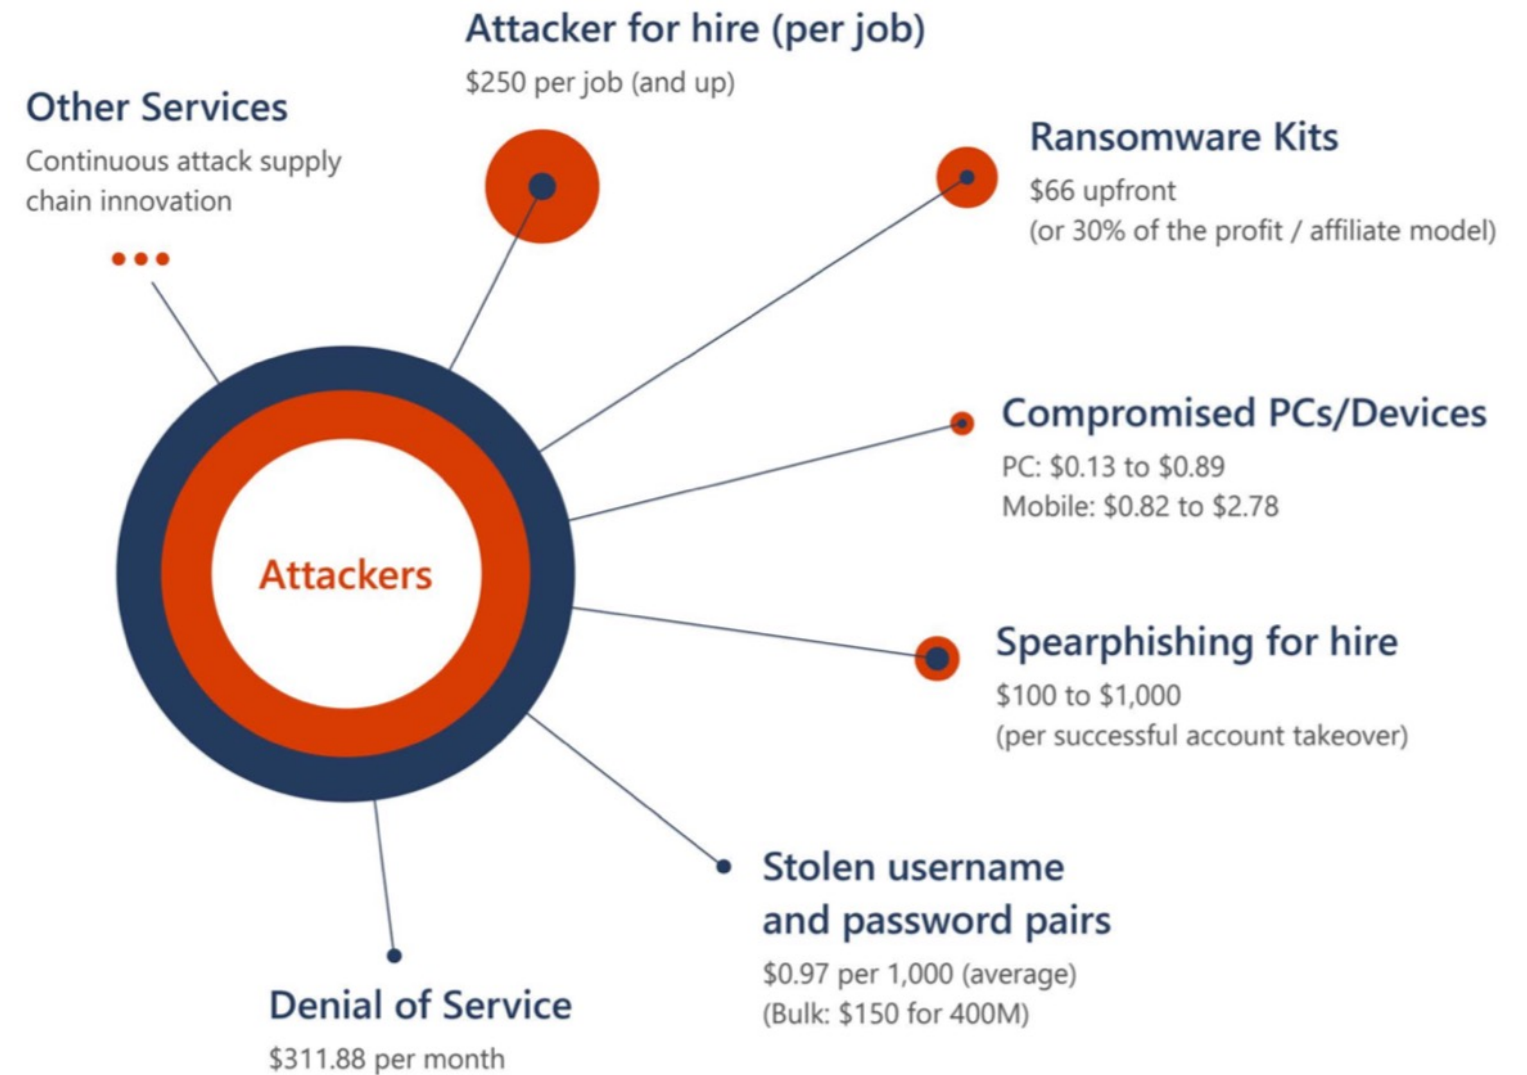 Attacker for hire (per job)
$250 per job (and up)
Other Services
Continuous attack supply
chain innovation
Ransomware Kits
$66 upfront
(or 30% of the profit / affiliate model)
Compromised PCs/Devices
PC: $0.13 to $0.89
Mobile: $0.82 to $2.78
Attackers
Spearphishing for hire
$100 to $1,000
(per successful account takeover)
Stolen username
and password pairs
$0.97 per 1,000 (average)
(Bulk: $150 for 400M)
Denial of Service
$311.88 per month